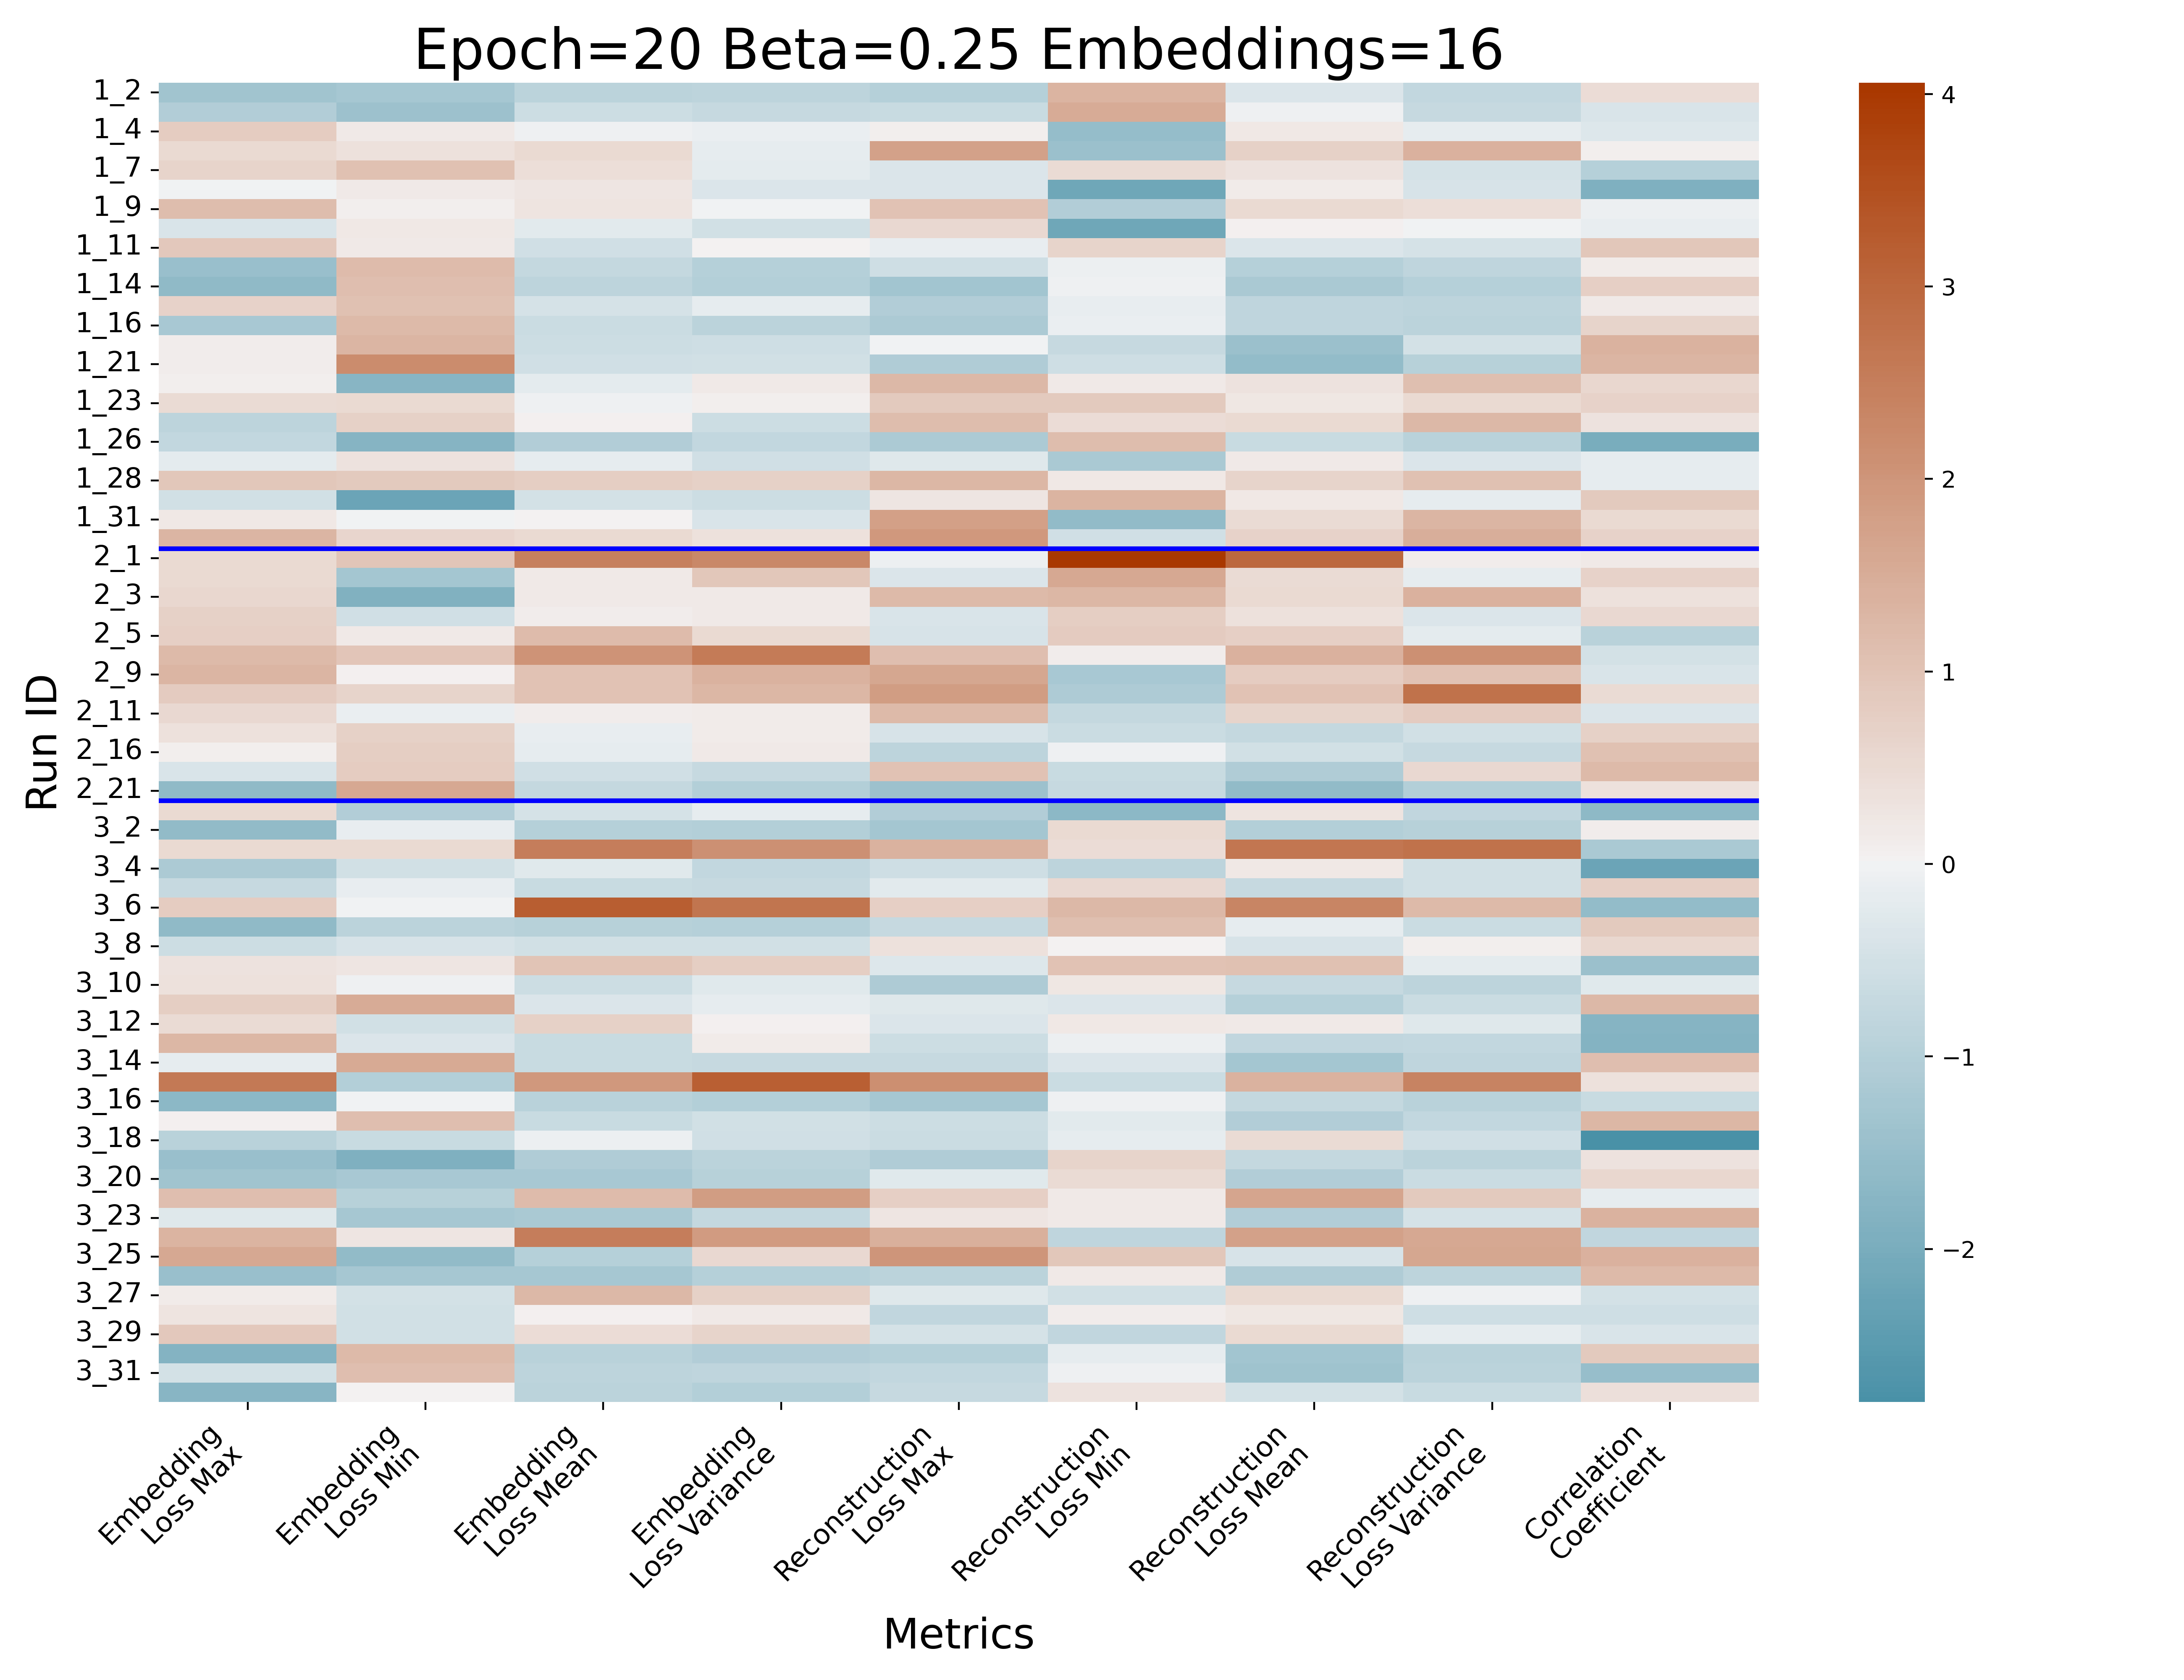 Epoch=20 Beta=0.25 Embeddings=16
Run ID
1_2
1_4
1_7
1_9
1_11
1_14
1_16
1_21
1_23
1_26
1_28
1_31
2_1
2_3
2_5
2_9
2_11
2_16
2_21
3_2
3_4
3_6
3_8
3_10
3_12
3_14
3_16
3_18
3_20
3_23
3_25
3_27
3_29
3_31
Embedding
Loss Max
Embedding
Loss Min
Embedding
Loss Mean
Embedding
Loss Variance
Reconstruction
Loss Max
Reconstruction
Loss Min
Reconstruction
Loss Mean
Reconstruction
Loss Variance
Correlation
Coefficient
Metrics
4
3
2
1
0
−1
−2